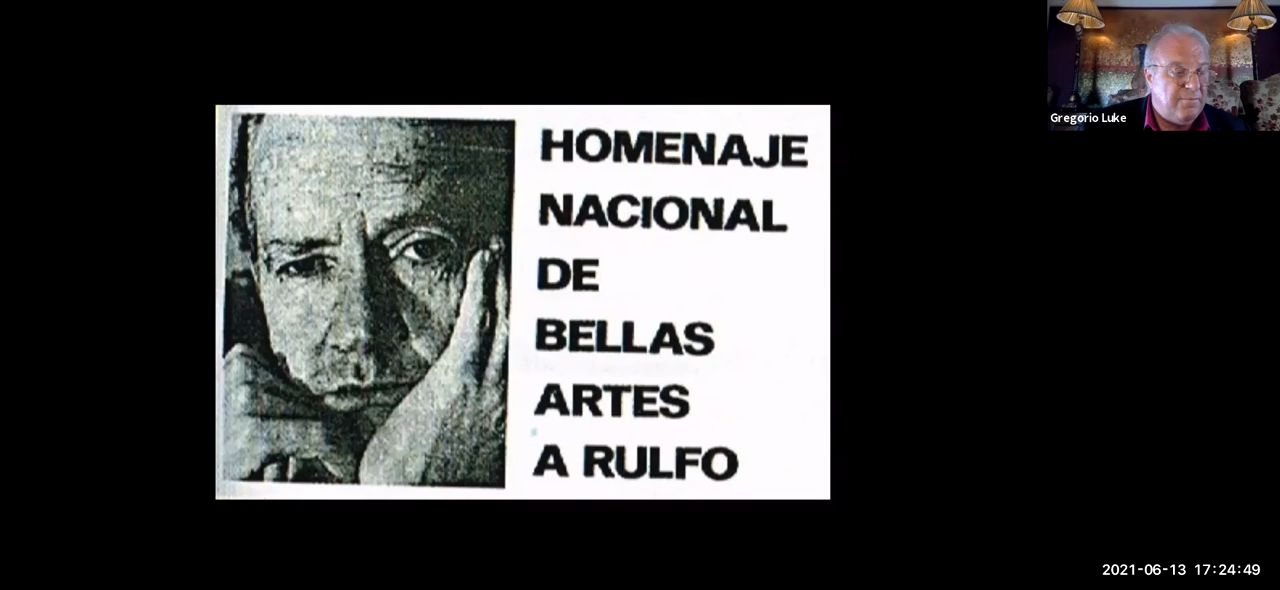 HOMENAJE
NACIONAL
DE
BELLAS
ARTES
A RULFO
Gregorio Luke
2021-06-13 17:24:49